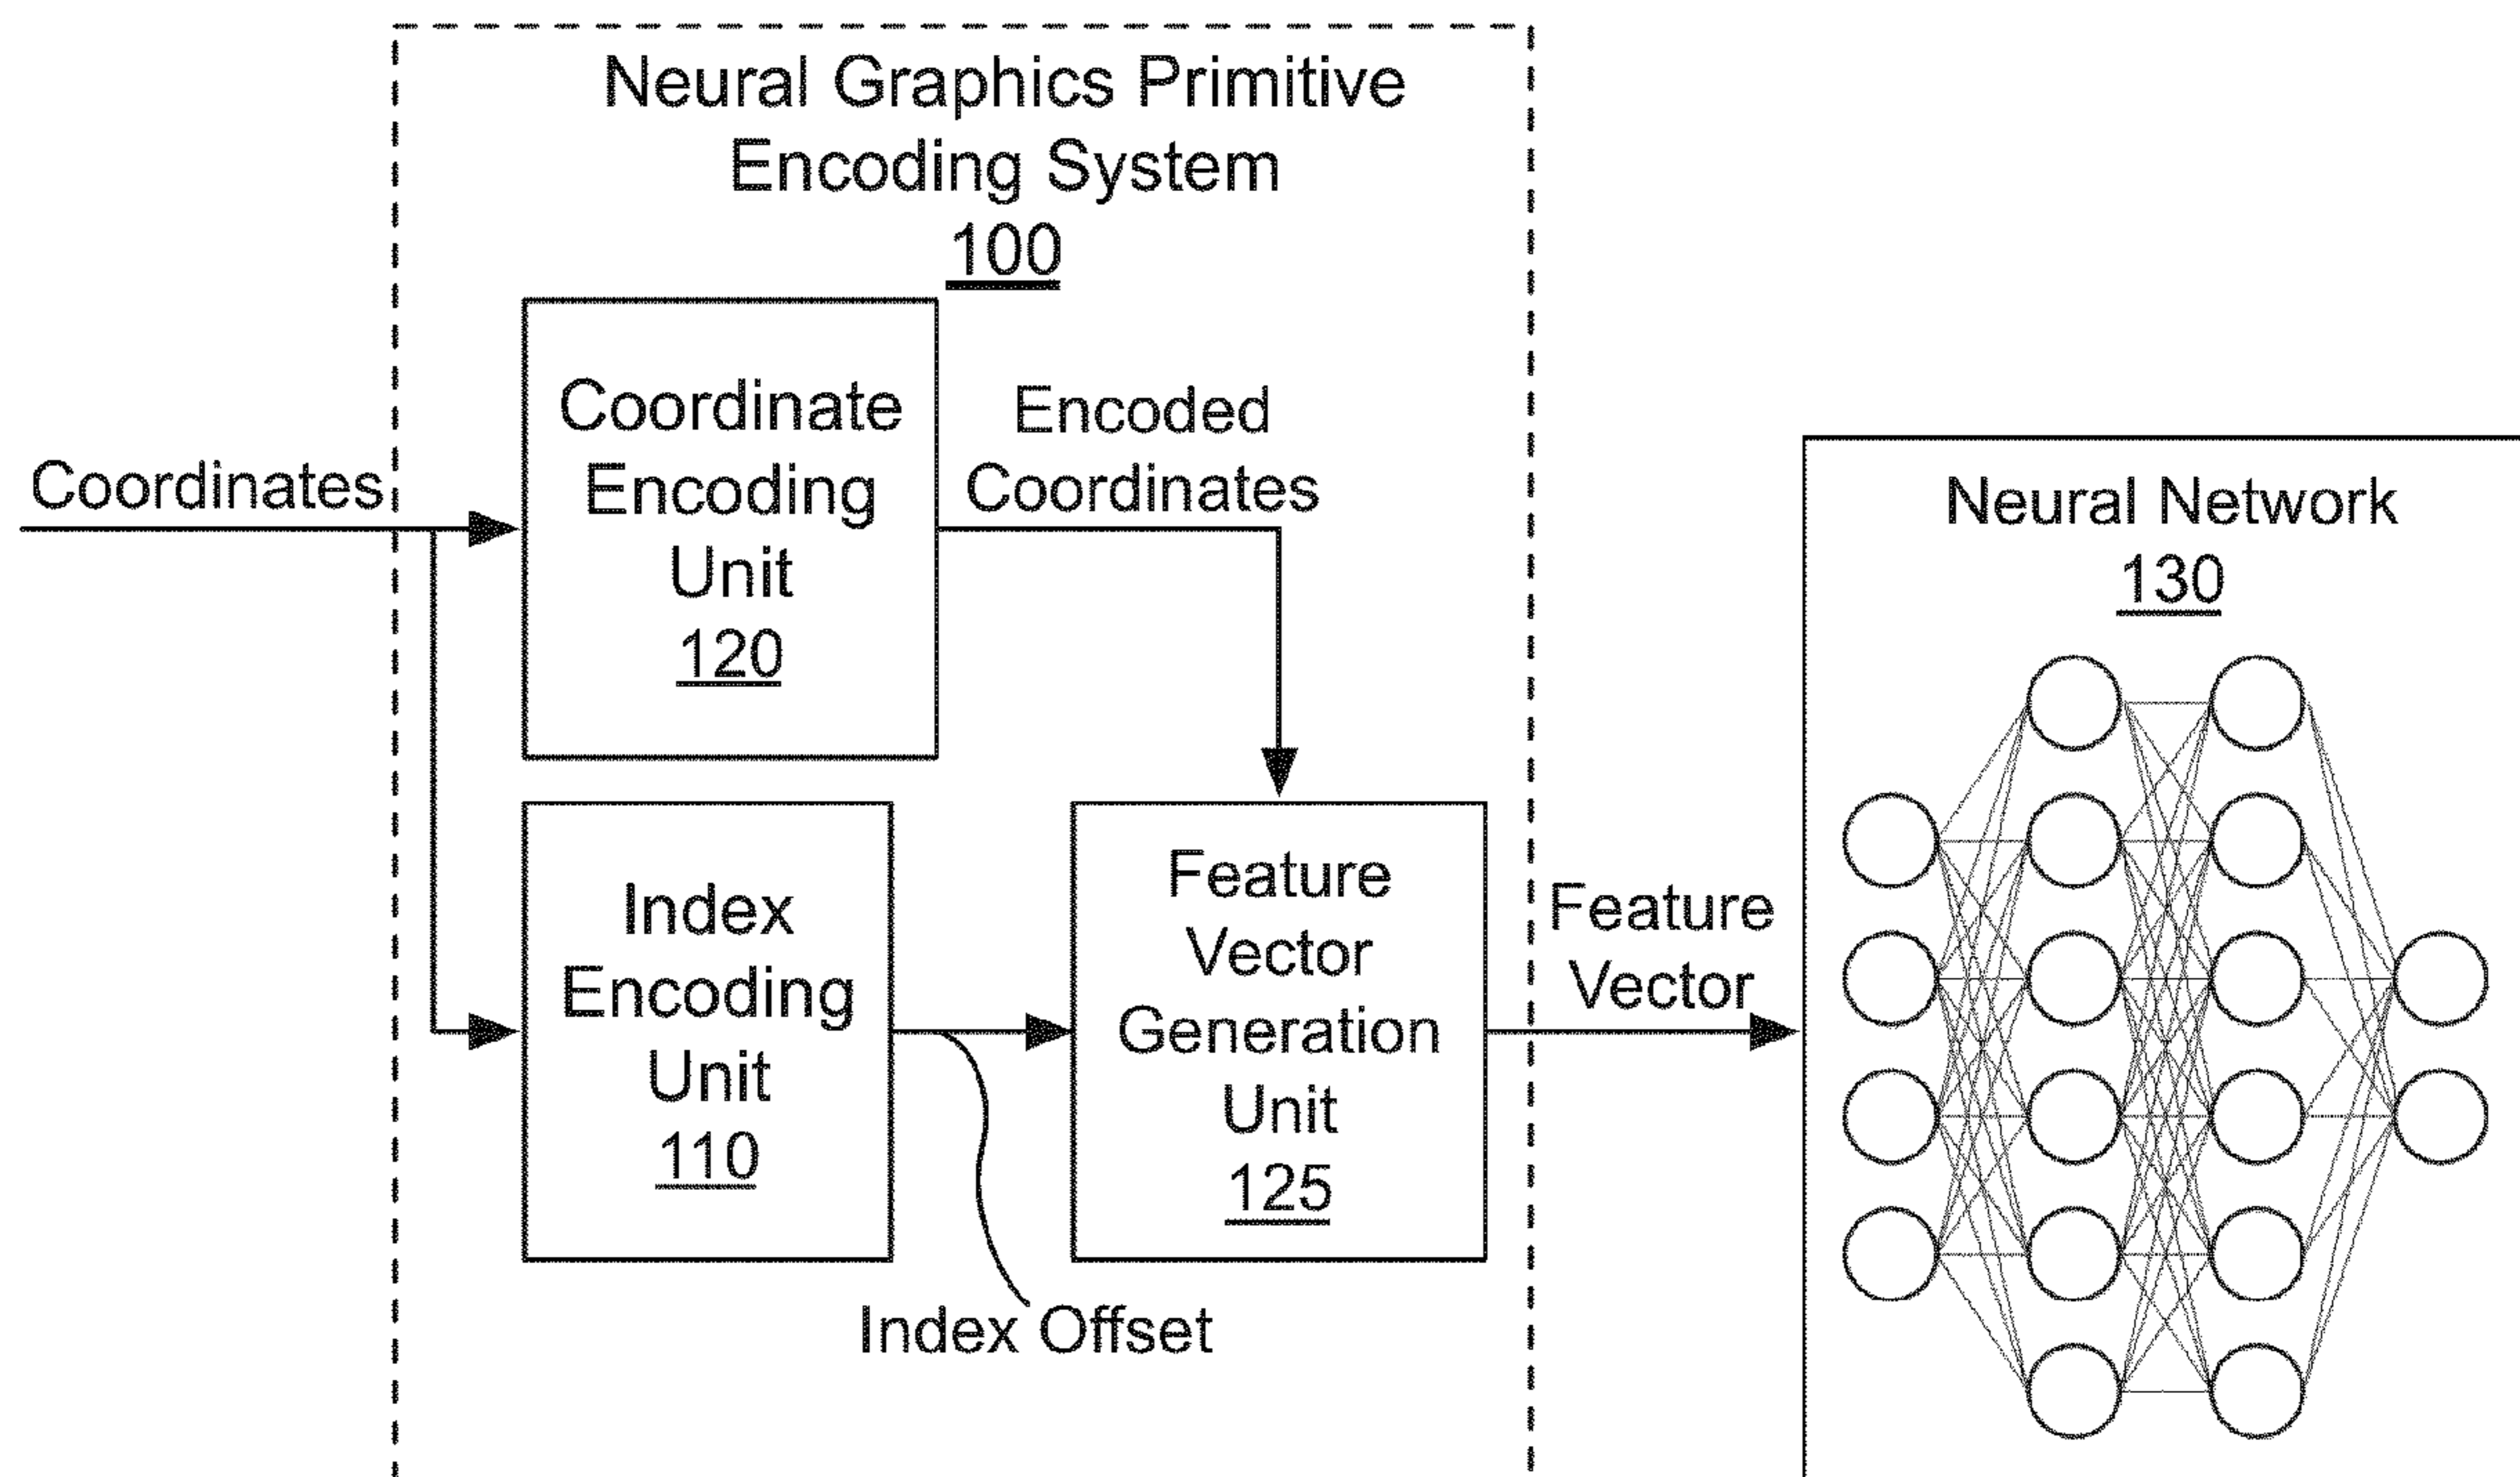 Neural Graphics Primitive
Encoding System
100
Coordinates
Coordinate
Encoding
Unit
120
Encoded
Coordinates
Index
Encoding
Unit
110
Index Offset
Feature
Vector
Generation
Unit
125
Feature
Vector
Neural Network
130